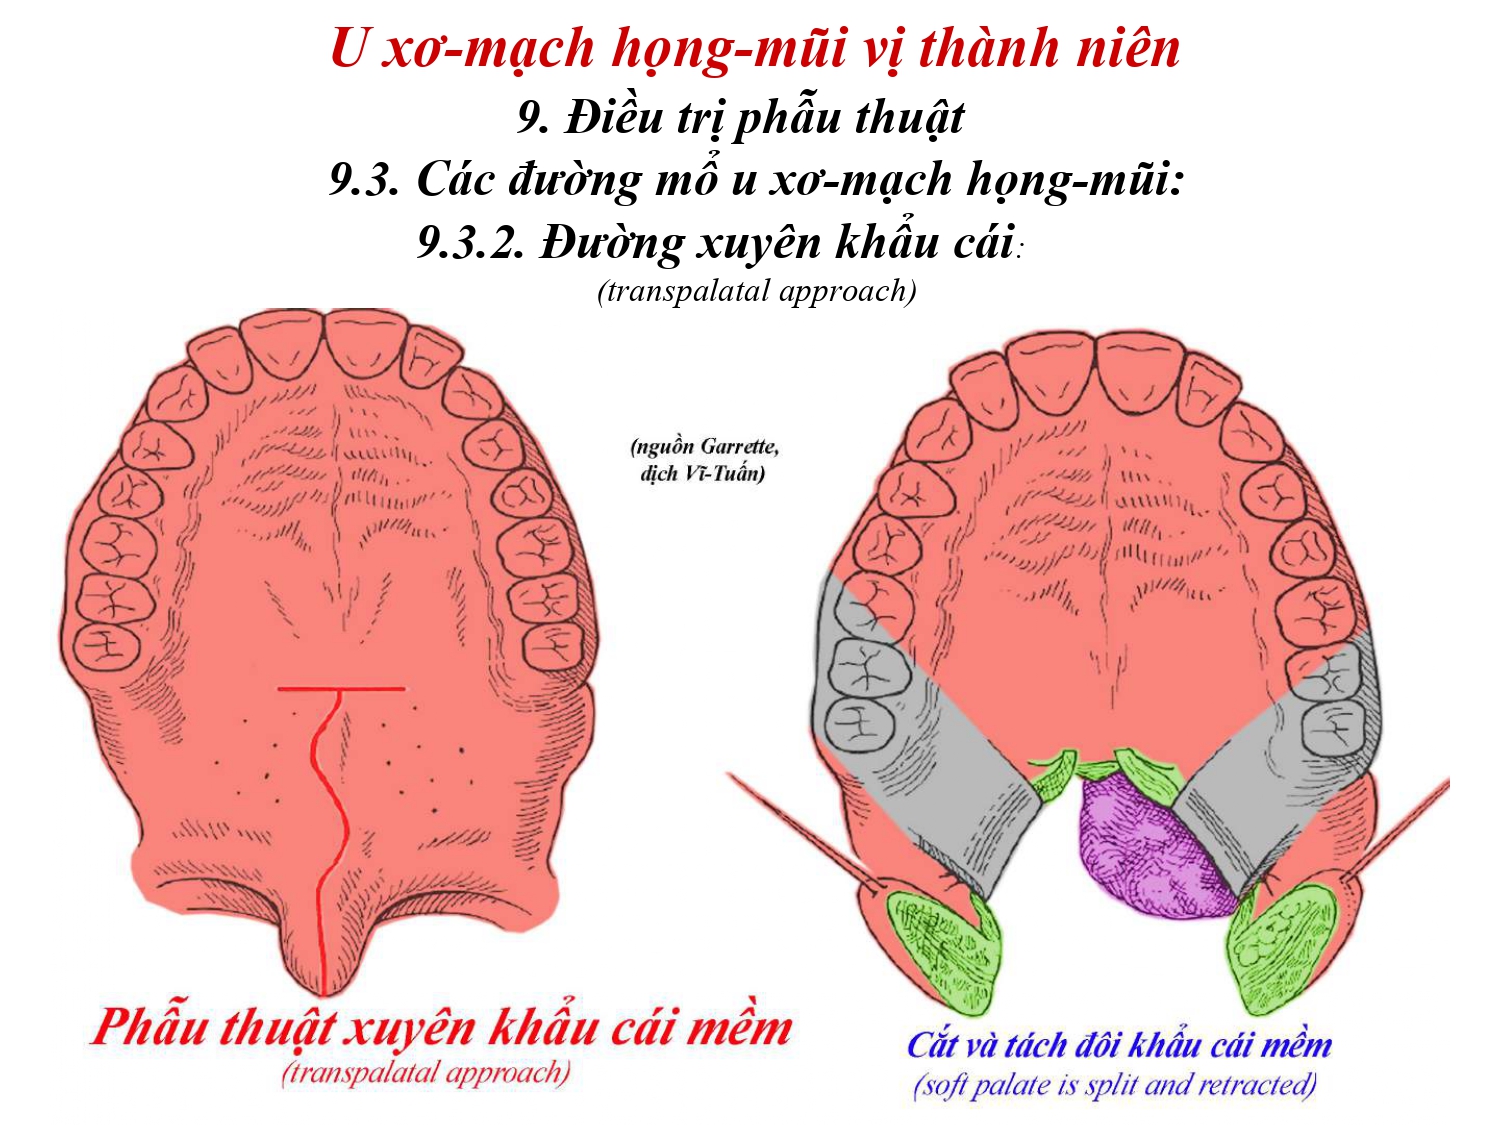 U xơ-mạch họng-mũi vị thành niên
9. Điều trị phẫu thuật
9.3. Các đường mổ u xơ-mạch họng-mũi:
9.3.2. Đường xuyên khẩu cái:
(transpalatal approach)
(nguồn Garrette,
dịch Vĩ-Tuấn)
Phẫu thuật xuyên khẩu cái mềm
(transpalatal approach)
Cắt và tách đôi khẩu cái mềm
(soft palate is split and retracted)